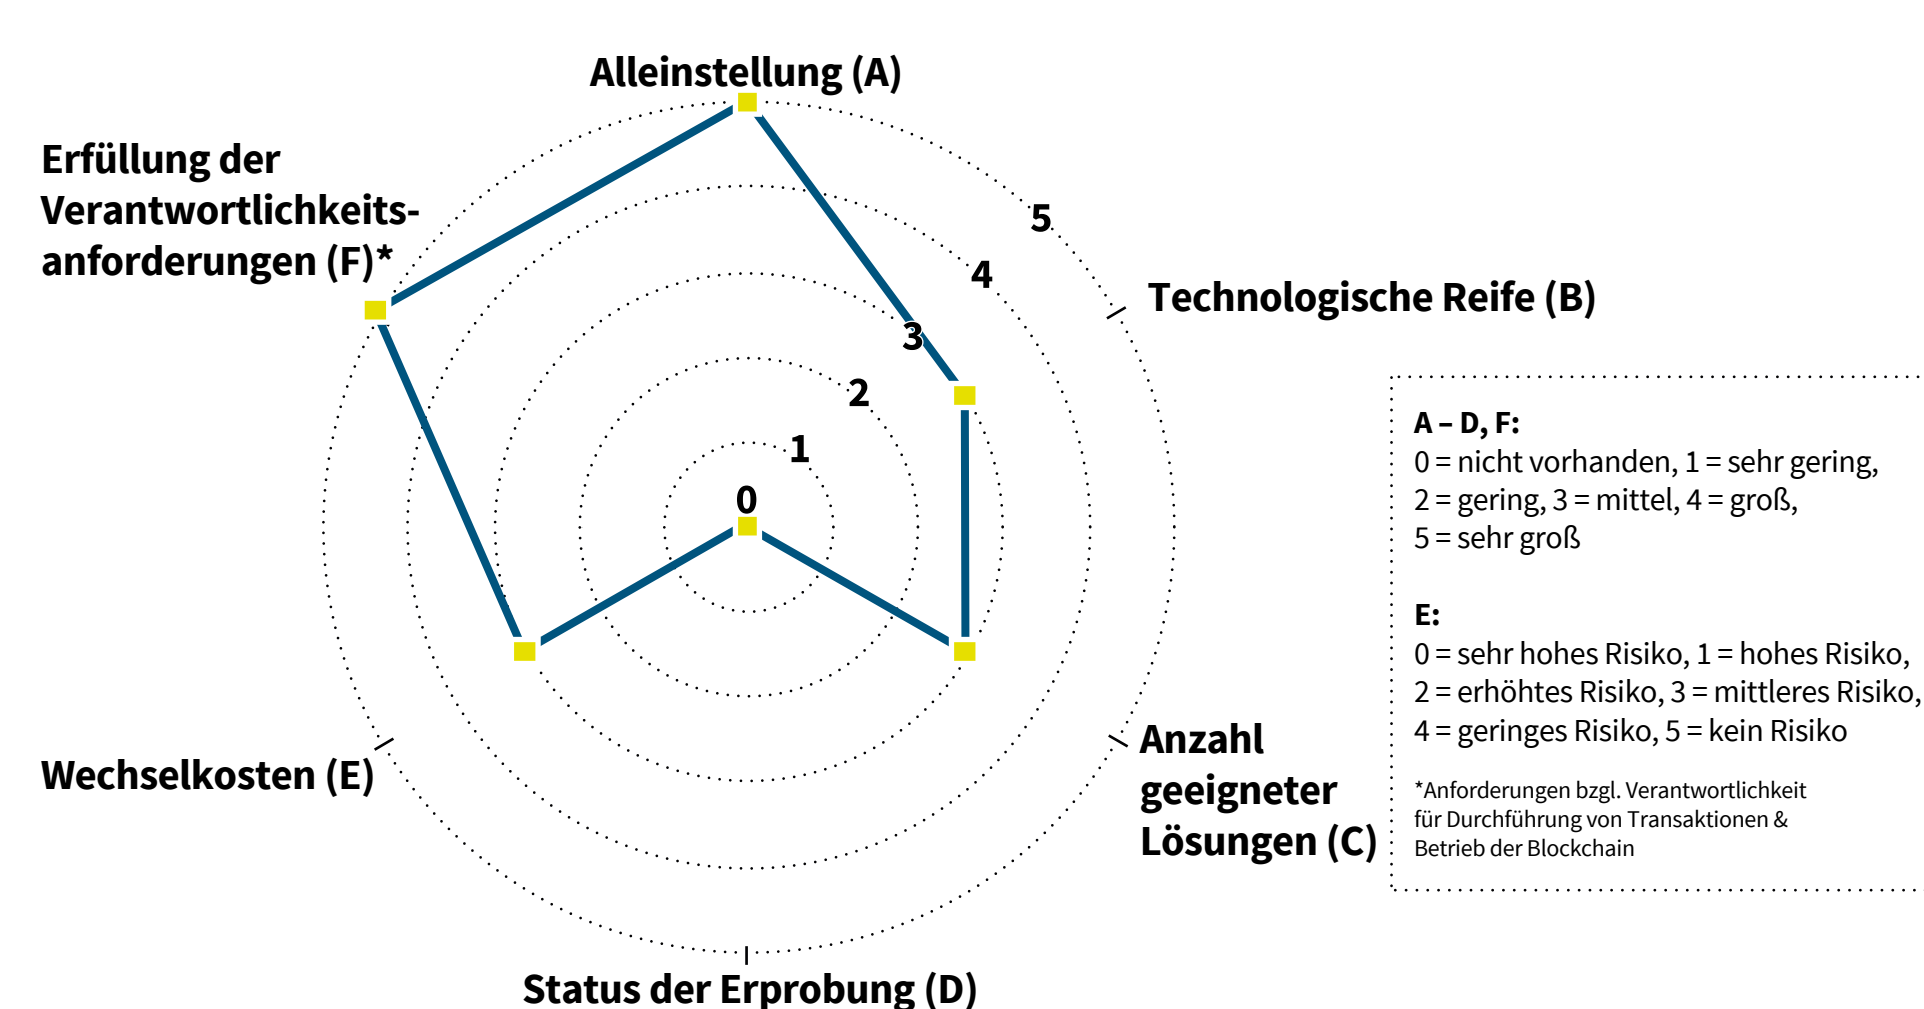 Alleinstellung (A)
Erfüllung der
Verantwortlichkeits-
anforderungen (F)*
5
4
3
2
1
0
Technologische Reife (B)
Anzahl
geeigneter
Lösungen (C)
Wechselkosten (E)
Status der Erprobung (D)
A – D, F:
0 = nicht vorhanden, 1 = sehr gering,
2 = gering, 3 = mittel, 4 = groß,
5 = sehr groß
E:
0 = sehr hohes Risiko, 1 = hohes Risiko,
2 = erhöhtes Risiko, 3 = mittleres Risiko,
4 = geringes Risiko, 5 = kein Risiko
*Anforderungen bzgl. Verantwortlichkeit
für Durchführung von Transaktionen &
Betrieb der Blockchain